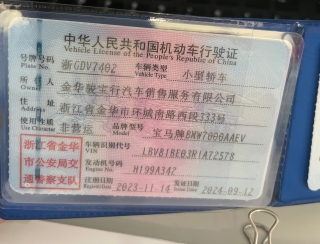 中华人民共和国机动车行驶证
Vehicle License of the People's Republic of China
号牌号码 浙GDV7402 车辆类型 小型轿车
Plate No. Vehicle Type
所有人 金华骏宝行汽车销售服务有限公司
Owner
住址 浙江省金华市环城南路西段333号
Address
使用性质 非营运 品牌型号 宝马牌BMW7000AAEV
Use Character Model
浙江省金华市公安局交通警察支队
车辆识别代号
VIN LBV81BE03R1A72578
发动机号码 H199A342
Engine No.
注册日期 2023-11-14 发证日期 2024-09-12
Register Date Issue Date